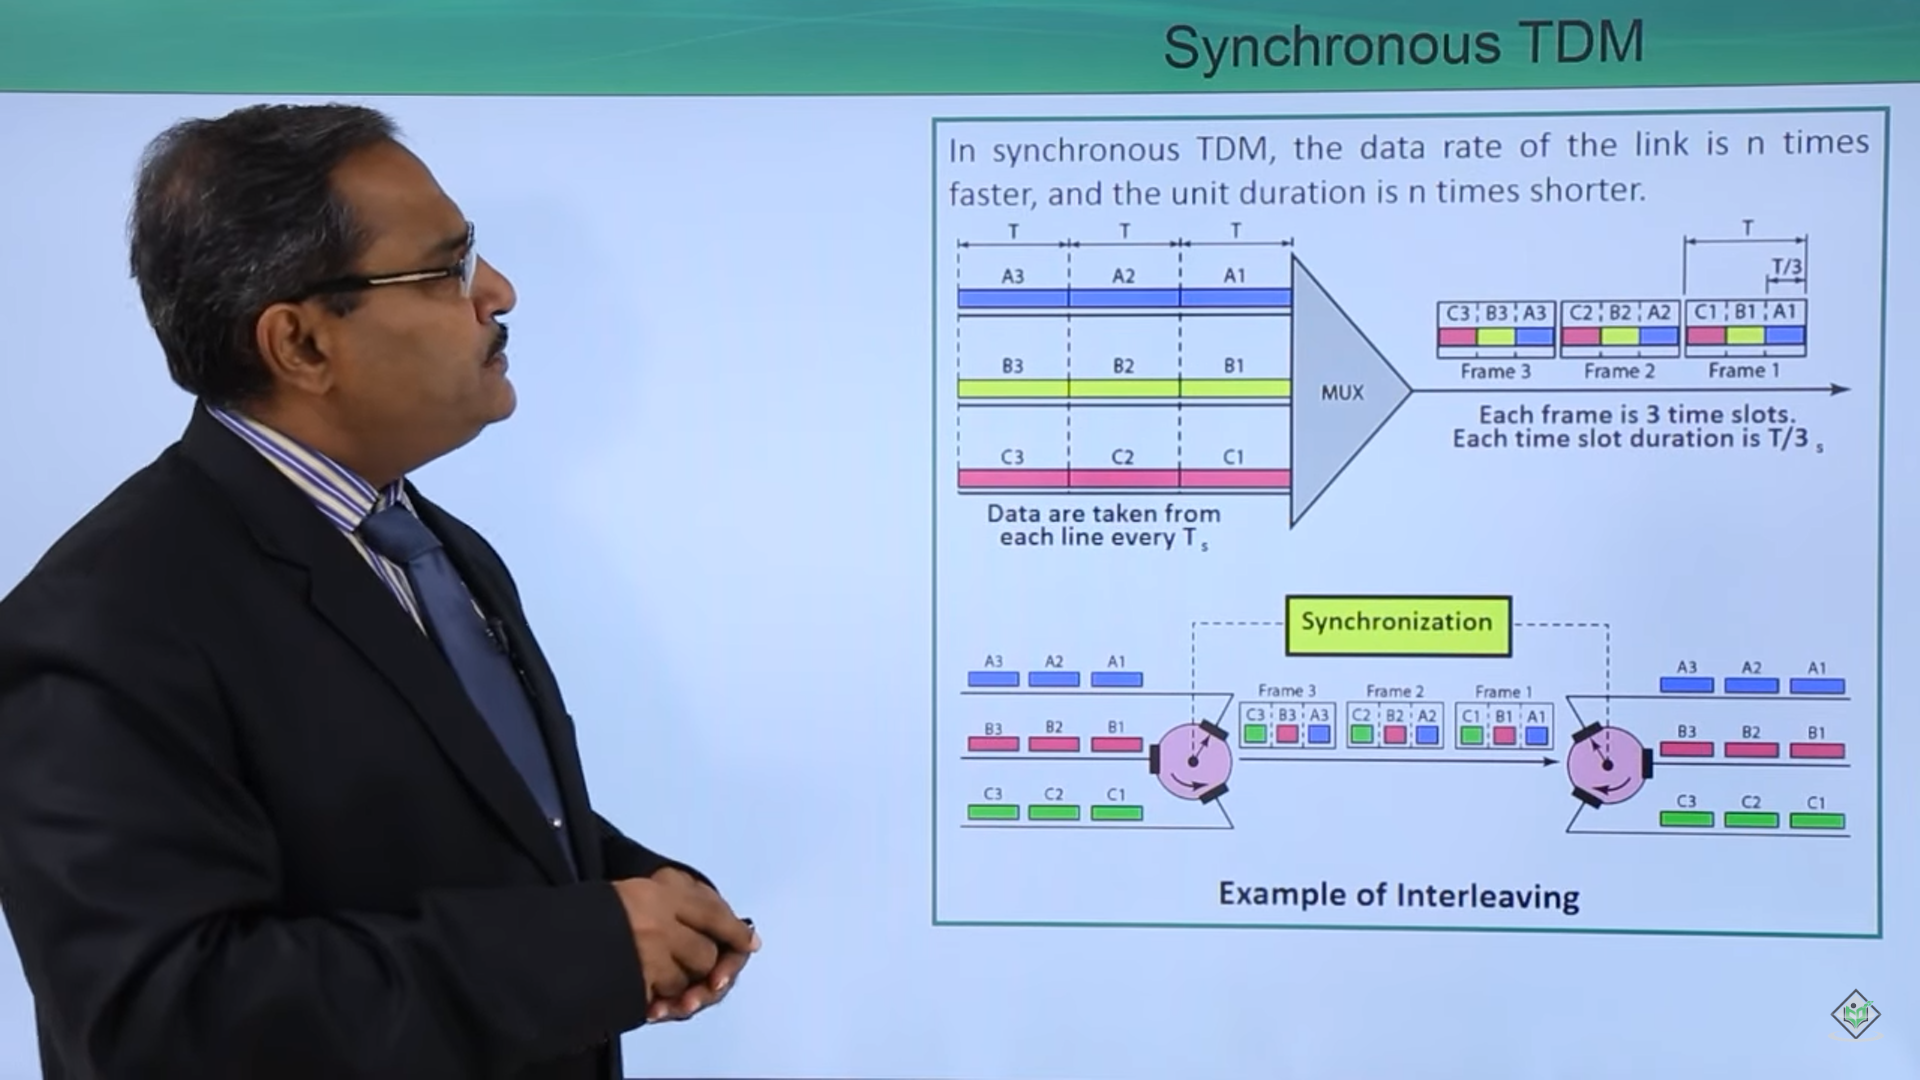 Synchronous TDM
In synchronous TDM, the data rate of the link is n times
faster, and the unit duration is n times shorter.
T T T
A3 A2 A1
B3 B2 B1
C3 C2 C1
Data are taken from
each line every T s
MUX
T
T/3
C3 B3 A3 C2 B2 A2 C1 B1 A1
Frame 3 Frame 2 Frame 1
Each frame is 3 time slots.
Each time slot duration is T/3 s
Synchronization
A3 A2 A1
B3 B2 B1
C3 C2 C1
Frame 3 Frame 2 Frame 1
C3 B3 A3 C2 B2 A2 C1 B1 A1
A3 A2 A1
B3 B2 B1
C3 C2 C1
Example of Interleaving